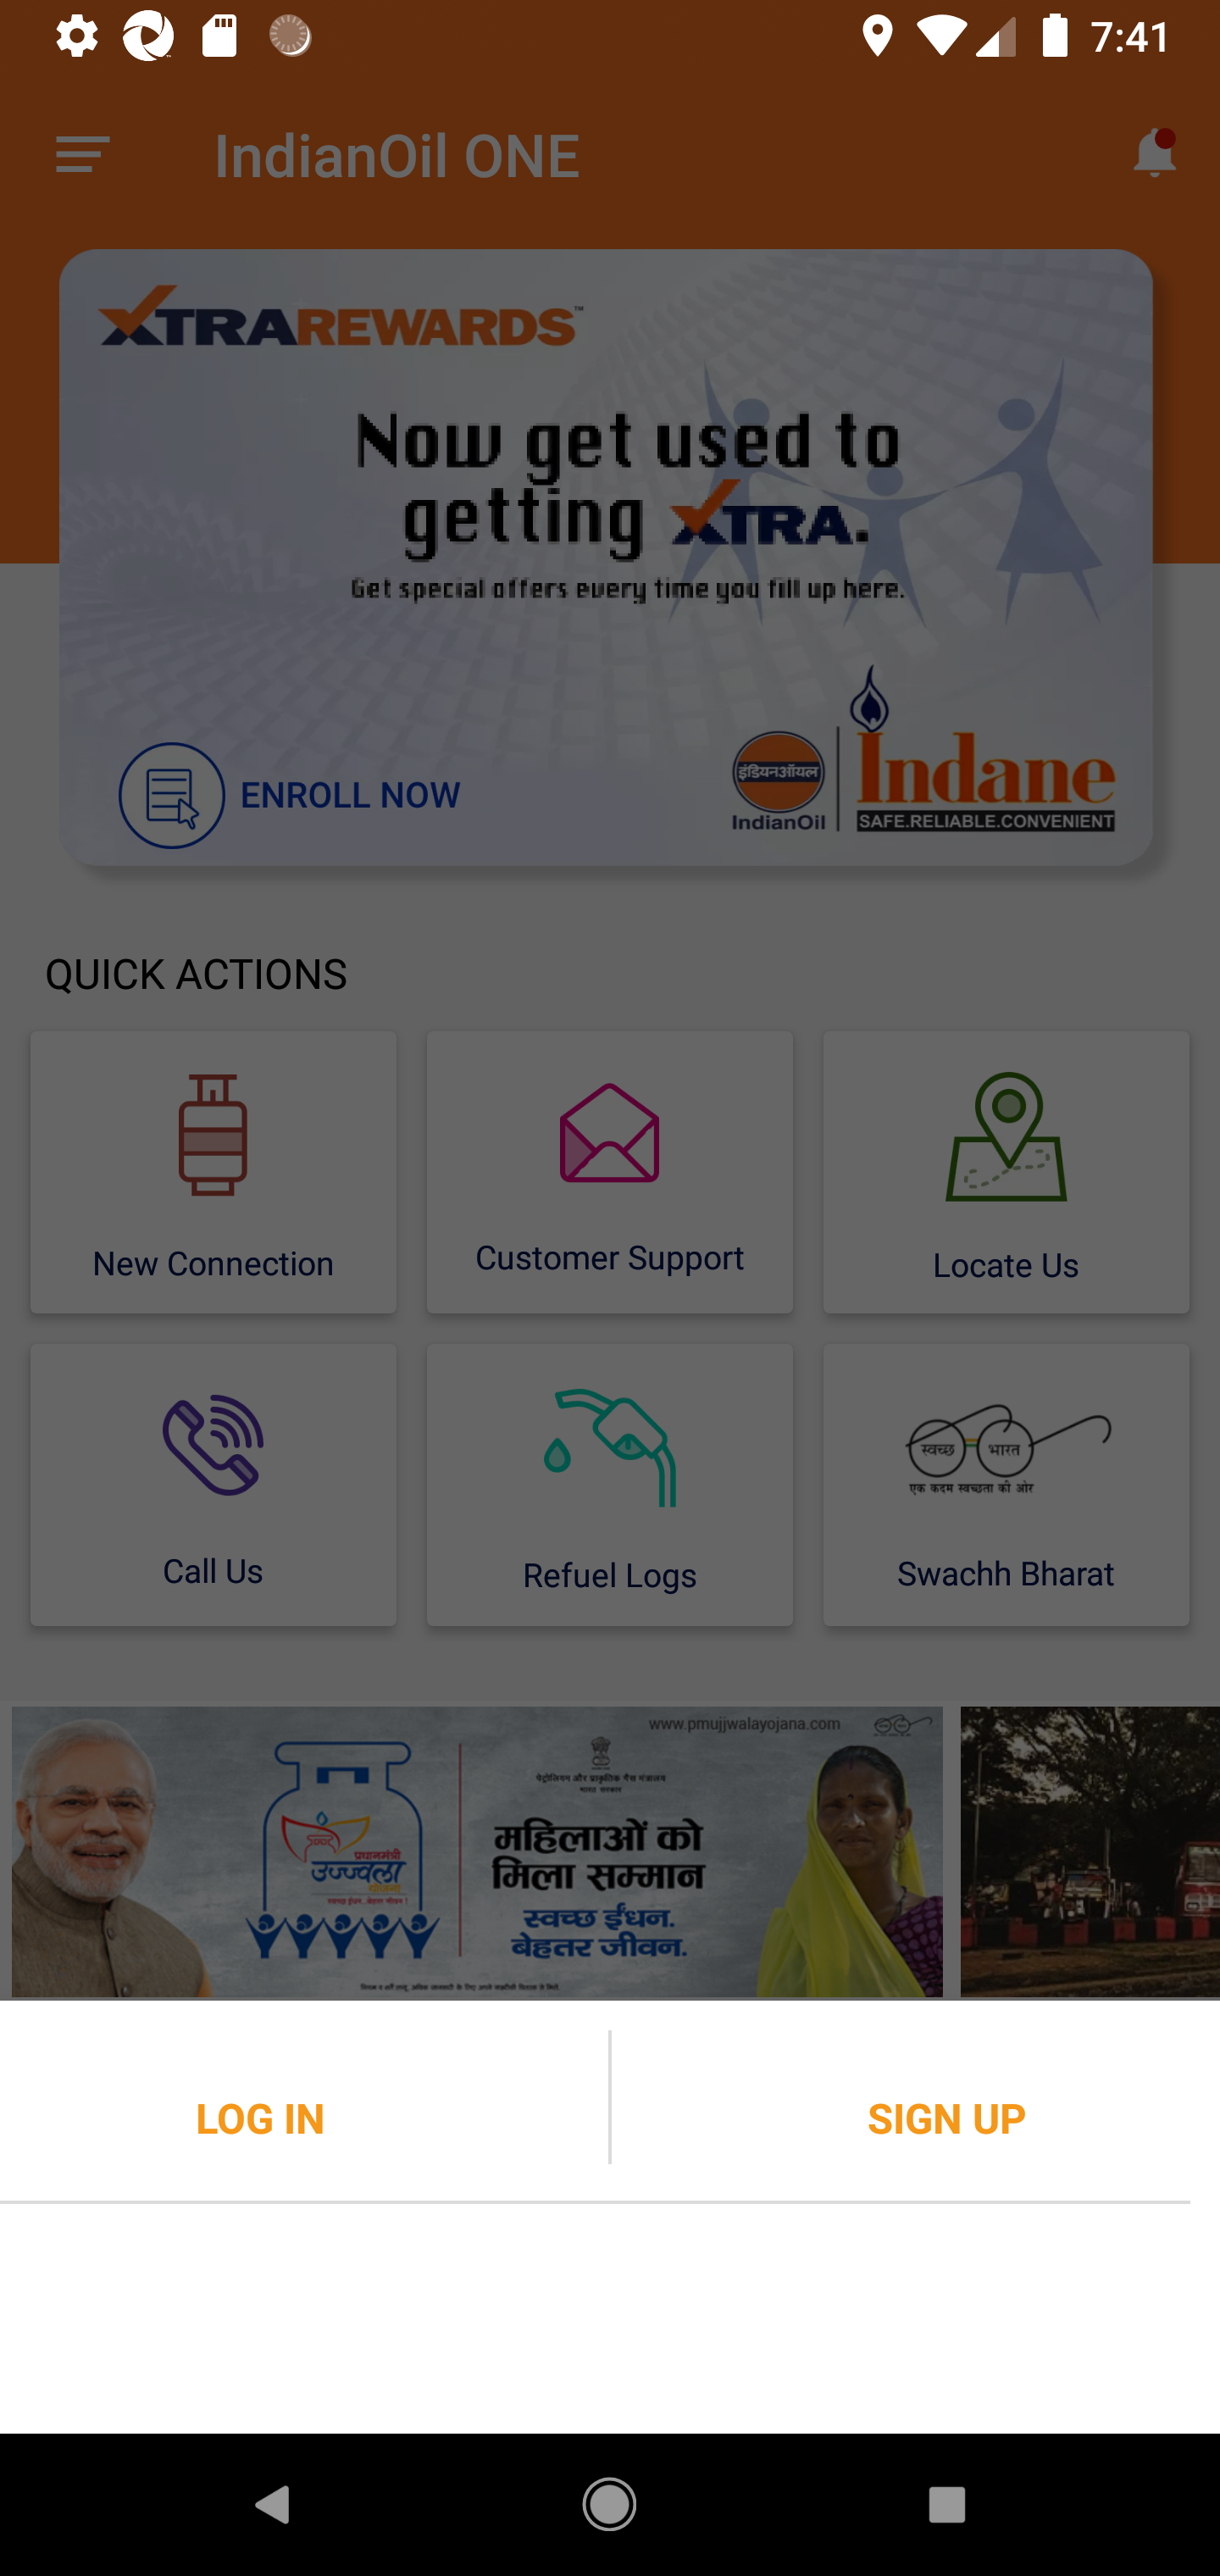 7:41
IndianOil ONE
XTRAREWARDS™
Now get used to
getting XTRA.
Get special offers every time you fill up here.
ENROLL NOW
इंडियनऑयल
IndianOil
Indane
SAFE.RELIABLE.CONVENIENT
QUICK ACTIONS
New Connection
Customer Support
Locate Us
स्वच्छ भारत
एक कदम स्वच्छता की ओर
Call Us
Refuel Logs
Swachh Bharat
www.pmujjwalayojana.com
पेट्रोलियम और प्राकृतिक गैस मंत्रालय
भारत सरकार
महिलाओं को
मिला सम्मान
प्रधानमंत्री
उज्ज्वला
योजना
स्वच्छ ईंधन.
बेहतर जीवन.
LOG IN
SIGN UP